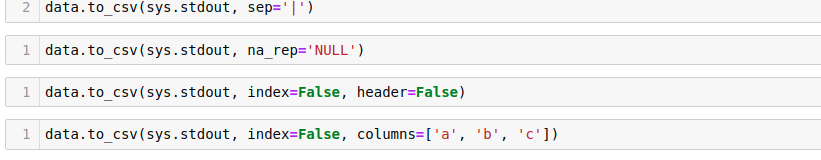 2 data.to_csv(sys.stdout, sep='|')
1 data.to_csv(sys.stdout, na_rep='NULL')
1 data.to_csv(sys.stdout, index=False, header=False)
1 data.to_csv(sys.stdout, index=False, columns=['a', 'b', 'c'])